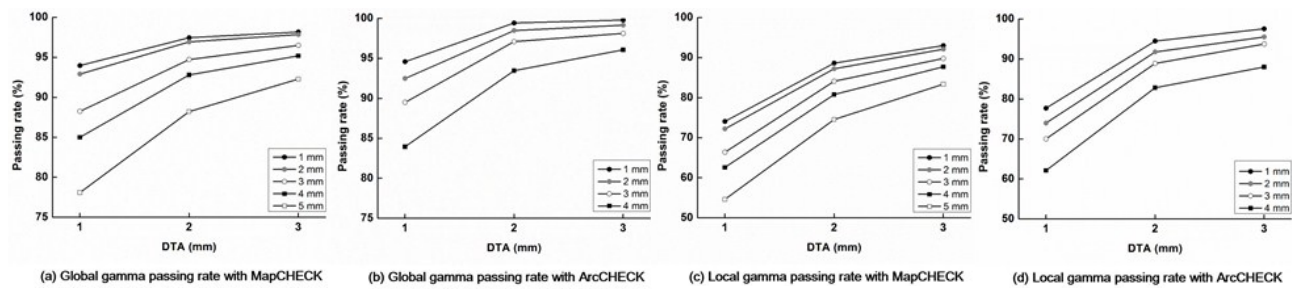 100
95
90
85
80
75
Passing rate (%)
1 mm
2 mm
3 mm
4 mm
5 mm
1 2 3
DTA (mm)
(a) Global gamma passing rate with MapCHECK
100
95
90
85
80
75
Passing rate (%)
1 mm
2 mm
3 mm
4 mm
1 2 3
DTA (mm)
(b) Global gamma passing rate with ArcCHECK
100
90
80
70
60
50
Passing rate (%)
1 mm
2 mm
3 mm
4 mm
5 mm
1 2 3
DTA (mm)
(c) Local gamma passing rate with MapCHECK
100
90
80
70
60
50
Passing rate (%)
1 mm
2 mm
3 mm
4 mm
1 2 3
DTA (mm)
(d) Local gamma passing rate with ArcCHECK